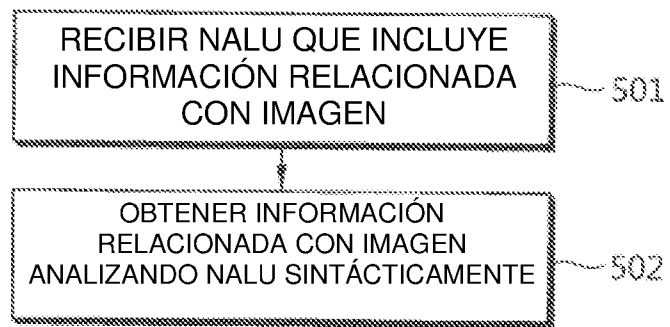 RECIBIR NALU QUE INCLUYE
INFORMACIÓN RELACIONADA
CON IMAGEN
501
OBTENER INFORMACIÓN
RELACIONADA CON IMAGEN
ANALIZANDO NALU SINTÁCTICAMENTE
502